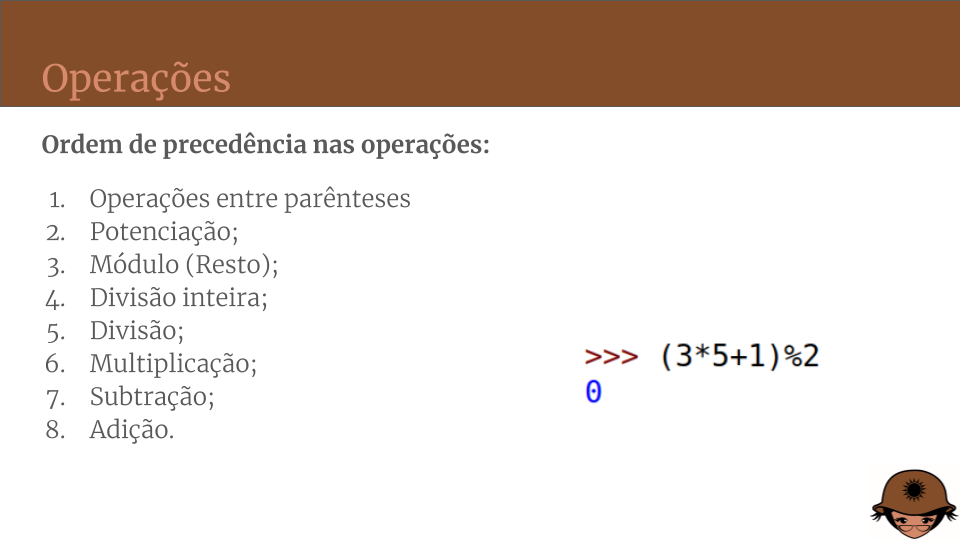 Operações
Ordem de precedência nas operações:
1. Operações entre parênteses
2. Potenciação;
3. Módulo (Resto);
4. Divisão inteira;
5. Divisão;
6. Multiplicação;
7. Subtração;
8. Adição.
>>> (3*5+1)%2
0